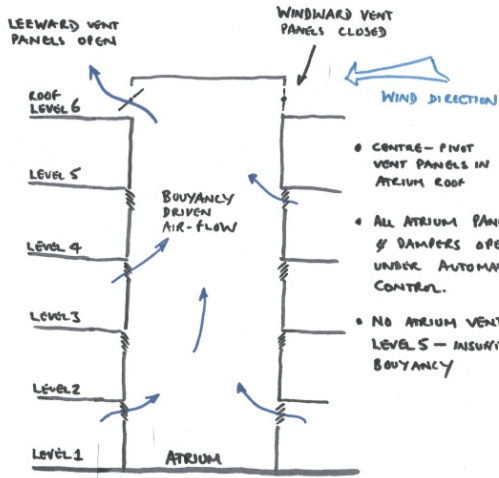 LEEWARD VENT
PANELS OPEN
WINDWARD VENT
PANELS CLOSED
WIND DIRECTION
ROOF
LEVEL 6
LEVEL 5
LEVEL 4
LEVEL 3
LEVEL 2
LEVEL 1
BOUYANCY
DRIVEN
AIR-FLOW
ATRIUM
• CENTRE-PIVOT
VENT PANELS IN
ATRIUM ROOF
• ALL ATRIUM
& DAMPERS
UNDER
CONTROL.
• NO ATRIUM
LEVEL 5 —
BOUYANCY